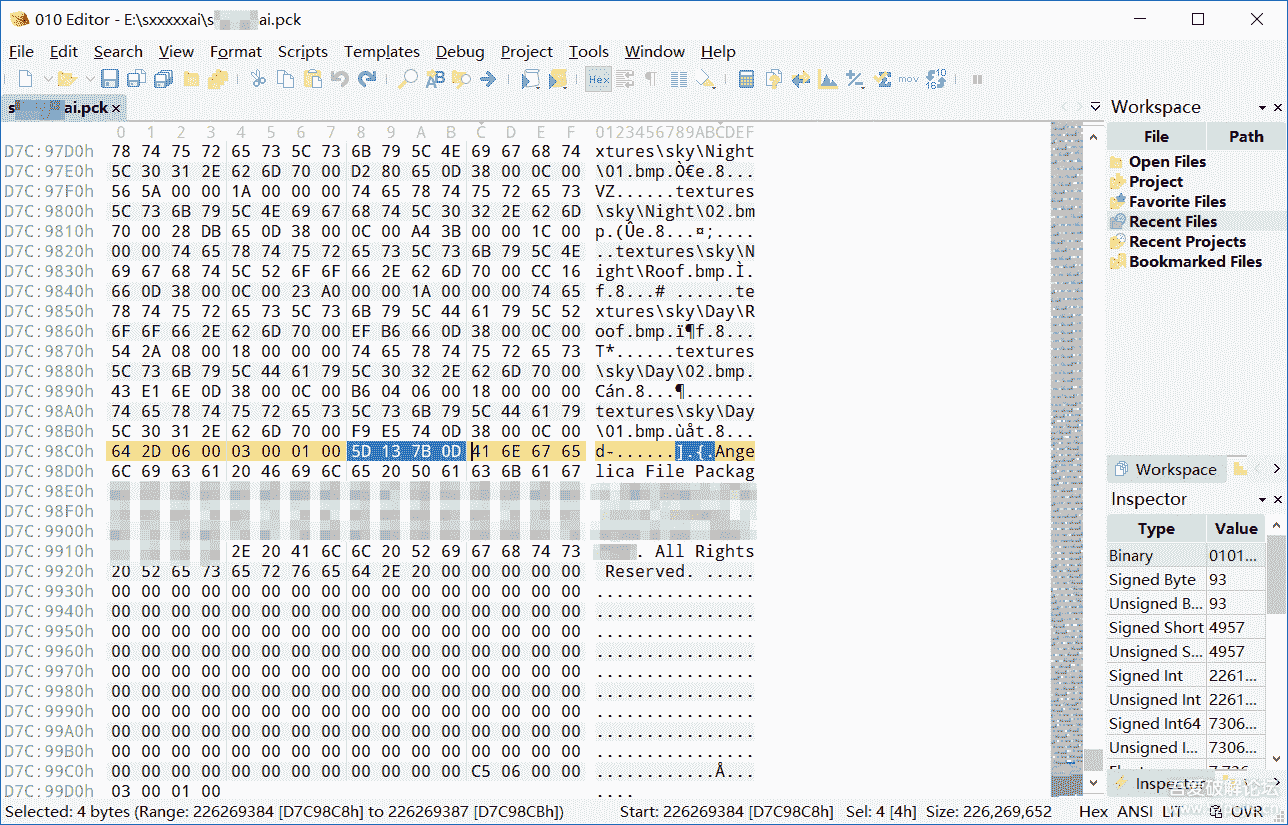 010 Editor - E:\sxxxxxai\s ai.pck
File Edit Search View Format Scripts Templates Debug Project Tools Window Help
s ai.pck ×
Workspace
0 1 2 3 4 5 6 7 8 9 A B C D E F 0123456789ABCDEF
File Path
D7C:97D0h 78 74 75 72 65 73 5C 73 6B 79 5C 4E 69 67 68 74 xtures\sky\Night
D7C:97E0h 5C 30 31 2E 62 6D 70 00 D2 80 65 0D 38 00 0C 00 \01.bmp.Ò€e.8...
D7C:97F0h 56 5A 00 00 1A 00 00 00 74 65 78 74 75 72 65 73 VZ......textures
D7C:9800h 5C 73 6B 79 5C 4E 69 67 68 74 5C 30 32 2E 62 6D \sky\Night\02.bm
D7C:9810h 70 00 28 DB 65 0D 38 00 0C 00 A4 3B 00 00 1C 00 p.(Ûe.8...¤;....
D7C:9820h 00 00 74 65 78 74 75 72 65 73 5C 73 6B 79 5C 4E ..textures\sky\N
D7C:9830h 69 67 68 74 5C 52 6F 6F 66 2E 62 6D 70 00 CC 16 ight\Roof.bmp.Ì.
D7C:9840h 66 0D 38 00 0C 00 23 A0 00 00 1A 00 00 00 74 65 f.8...# ......te
D7C:9850h 78 74 75 72 65 73 5C 73 6B 79 5C 44 61 79 5C 52 xtures\sky\Day\R
D7C:9860h 6F 6F 66 2E 62 6D 70 00 EF B6 66 0D 38 00 0C 00 oof.bmp.ï¶f.8...
D7C:9870h 54 2A 08 00 18 00 00 00 74 65 78 74 75 72 65 73 T*......textures
D7C:9880h 5C 73 6B 79 5C 44 61 79 5C 30 32 2E 62 6D 70 00 \sky\Day\02.bmp.
D7C:9890h 43 E1 6E 0D 38 00 0C 00 B6 04 06 00 18 00 00 00 Cán.8...¶.......
D7C:98A0h 74 65 78 74 75 72 65 73 5C 73 6B 79 5C 44 61 79 textures\sky\Day
D7C:98B0h 5C 30 31 2E 62 6D 70 00 F9 E5 74 0D 38 00 0C 00 \01.bmp.ùåt.8...
D7C:98C0h 64 2D 06 00 03 00 01 00 5D 13 7B 0D 41 6E 67 65 d-......].{.Ange
D7C:98D0h 6C 69 63 61 20 46 69 6C 65 20 50 61 63 6B 61 67 lica File Packag
D7C:98E0h
D7C:98F0h
D7C:9900h
D7C:9910h 2E 20 41 6C 6C 20 52 69 67 68 74 73 . All Rights
D7C:9920h 20 52 65 73 65 72 76 65 64 2E 20 00 00 00 00 00 Reserved. .....
D7C:9930h 00 00 00 00 00 00 00 00 00 00 00 00 00 00 00 00 ................
D7C:9940h 00 00 00 00 00 00 00 00 00 00 00 00 00 00 00 00 ................
D7C:9950h 00 00 00 00 00 00 00 00 00 00 00 00 00 00 00 00 ................
D7C:9960h 00 00 00 00 00 00 00 00 00 00 00 00 00 00 00 00 ................
D7C:9970h 00 00 00 00 00 00 00 00 00 00 00 00 00 00 00 00 ................
D7C:9980h 00 00 00 00 00 00 00 00 00 00 00 00 00 00 00 00 ................
D7C:9990h 00 00 00 00 00 00 00 00 00 00 00 00 00 00 00 00 ................
D7C:99A0h 00 00 00 00 00 00 00 00 00 00 00 00 00 00 00 00 ................
D7C:99B0h 00 00 00 00 00 00 00 00 00 00 00 00 00 00 00 00 ................
D7C:99C0h 00 00 00 00 00 00 00 00 00 00 00 00 C5 06 00 00 ............Å...
D7C:99D0h 03 00 01 00 ....
Open Files
Project
Favorite Files
Recent Files
Recent Projects
Bookmarked Files
Workspace
Inspector
Type Value
Binary 0101...
Signed Byte 93
Unsigned B... 93
Signed Short 4957
Unsigned S... 4957
Signed Int 2261...
Unsigned Int 2261...
Signed Int64 7306...
Unsigned I... 7306...
Inspector
吾爱破解论坛
Selected: 4 bytes (Range: 226269384 [D7C98C8h] to 226269387 [D7C98CBh]) Start: 226269384 [D7C98C8h] Sel: 4 [4h] Size: 226,269,652 Hex ANSI LIT OVR